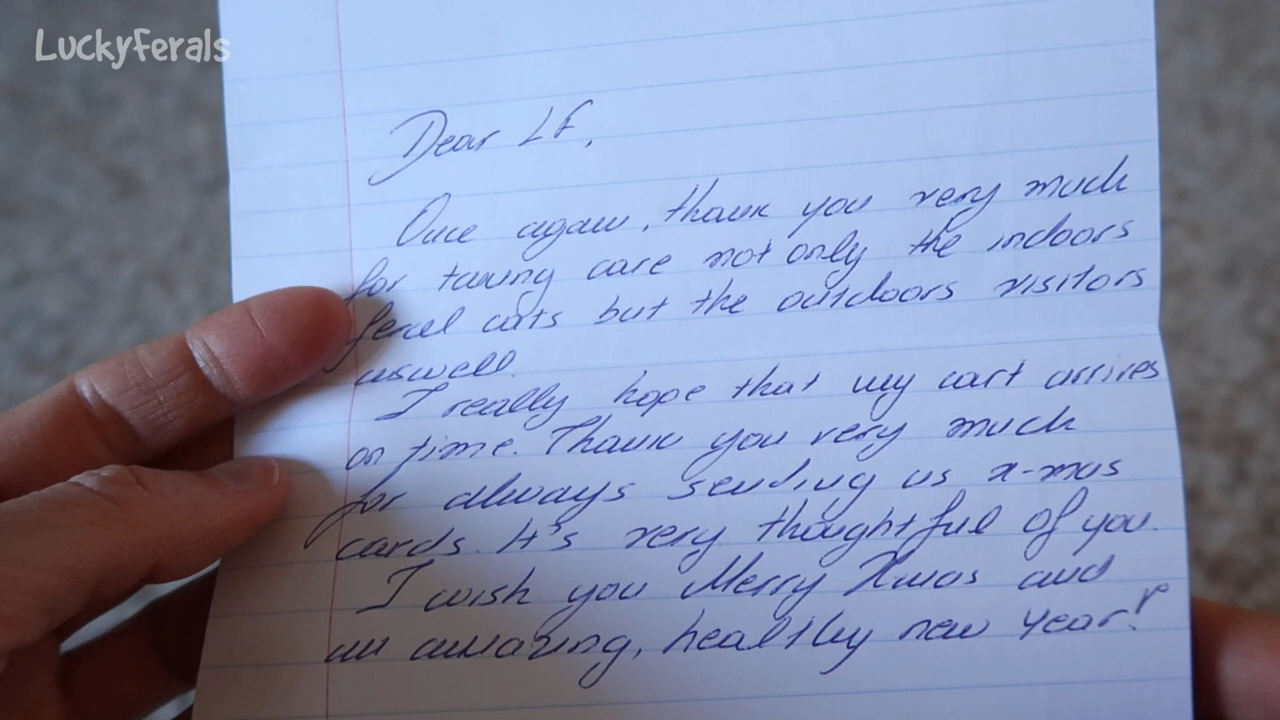 LuckyFerals
Dear LF,
Once again, thank you very much
for taking care not only the indoors
feral cats but the outdoors visitors
aswell.
I really hope that my cart arrives
on time. Thank you very much
for always sending us x-mas
cards. It's very thoughtful of you.
I wish you Merry Xmas and
an amazing, healthy new year!